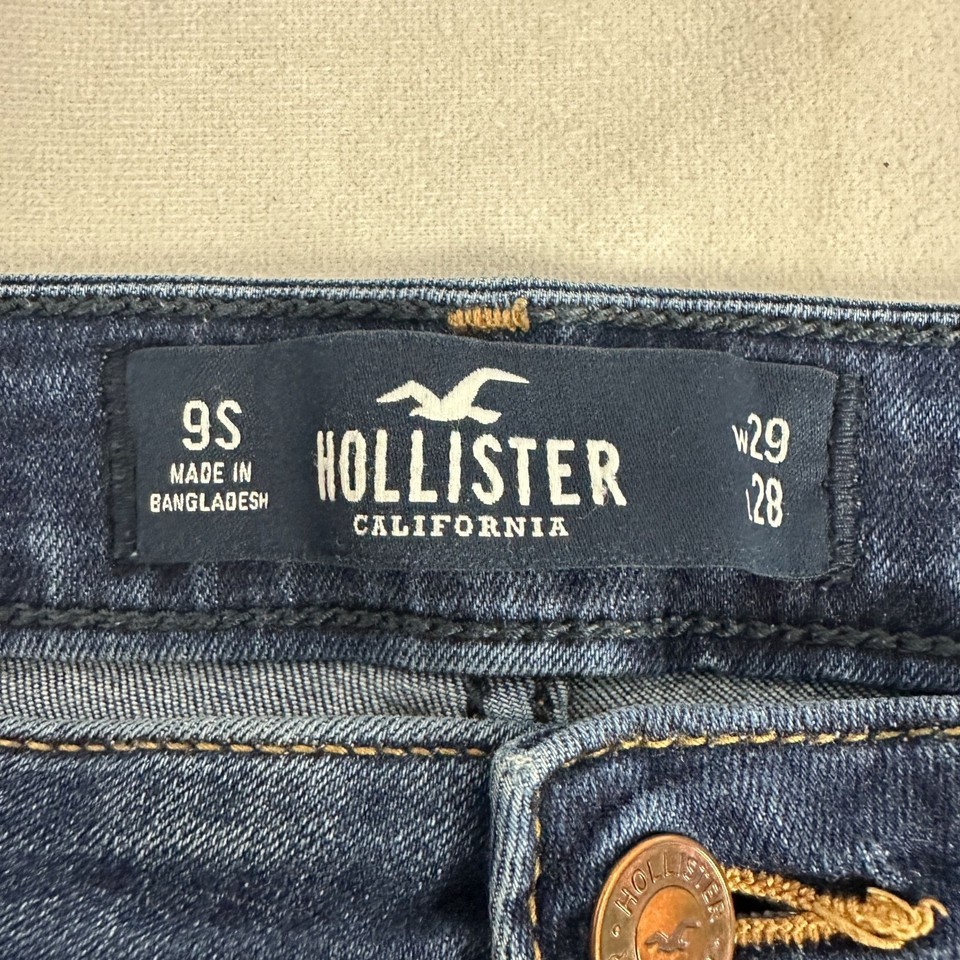 9S
MADE IN
BANGLADESH
HOLLISTER
CALIFORNIA
W29
L28
HOLLISTER